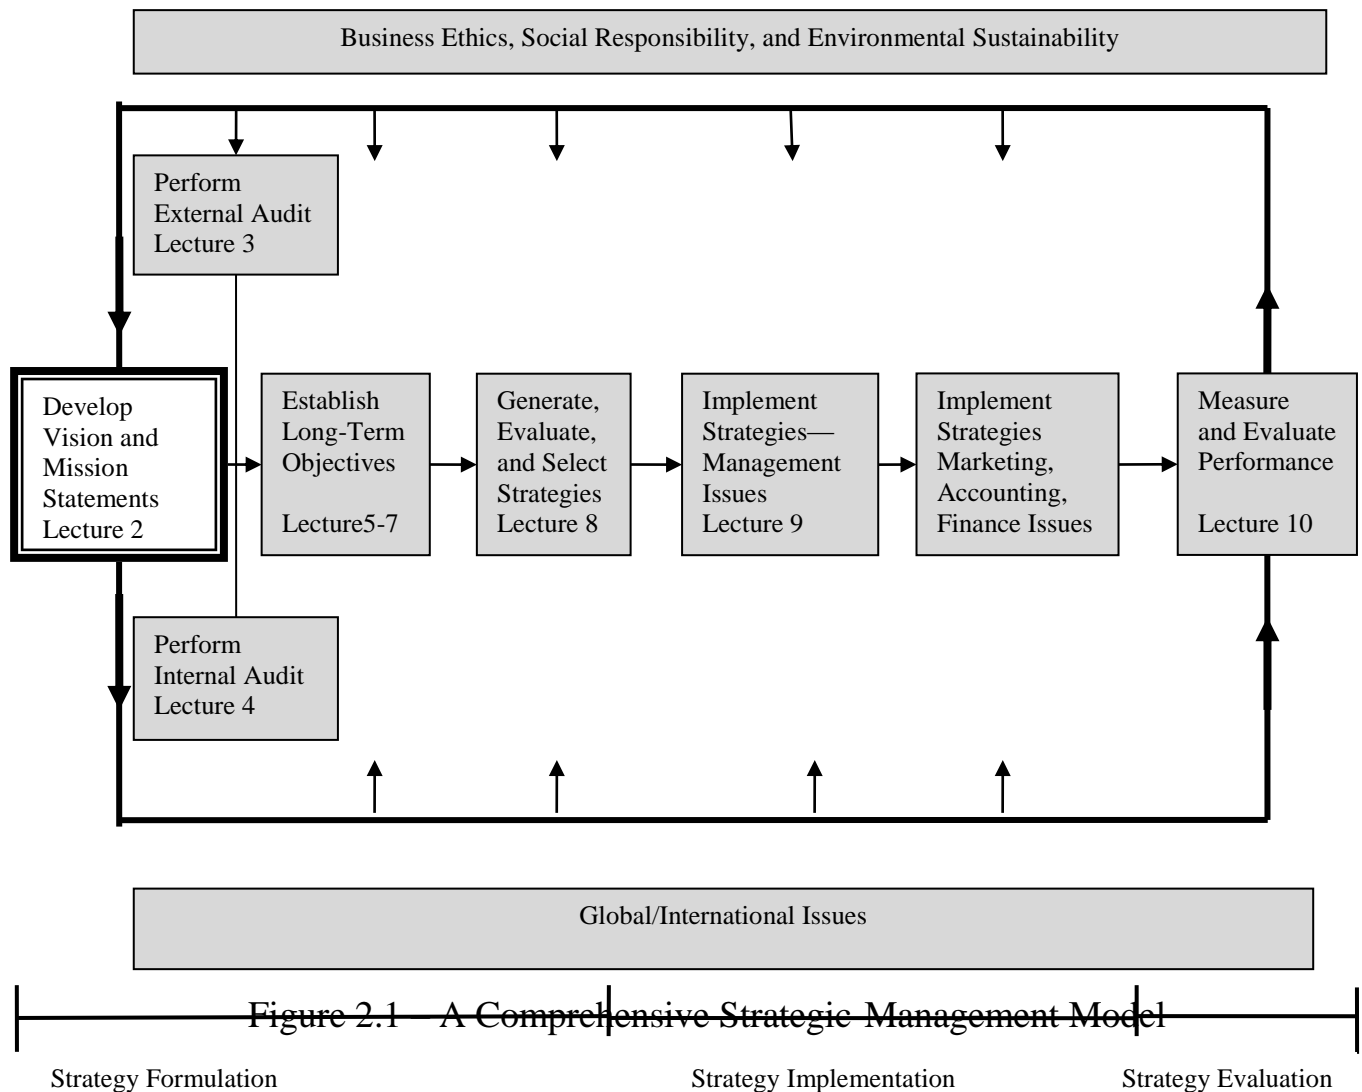 Business Ethics, Social Responsibility, and Environmental Sustainability
Perform
External Audit
Lecture 3
Develop
Vision and
Mission
Statements
Lecture 2
Establish
Long-Term
Objectives
Lecture5-7
Generate,
Evaluate,
and Select
Strategies
Lecture 8
Implement
Strategies—
Management
Issues
Lecture 9
Implement
Strategies
Marketing,
Accounting,
Finance Issues
Measure
and Evaluate
Performance
Lecture 10
Perform
Internal Audit
Lecture 4
Global/International Issues
Figure 2.1 – A Comprehensive Strategic Management Model
Strategy Formulation
Strategy Implementation
Strategy Evaluation